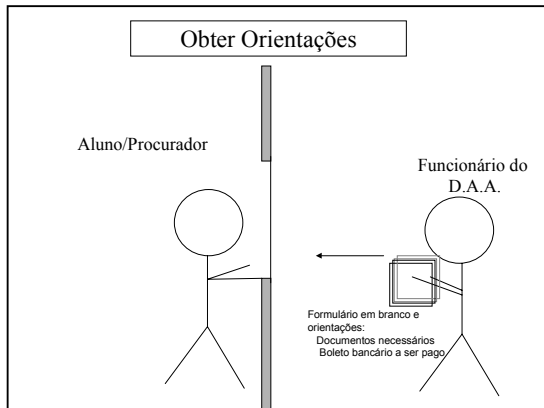 Obter Orientações
Aluno/Procurador
Funcionário do
D.A.A.
Formulário em branco e
orientações:
Documentos necessários
Boleto bancário a ser pago